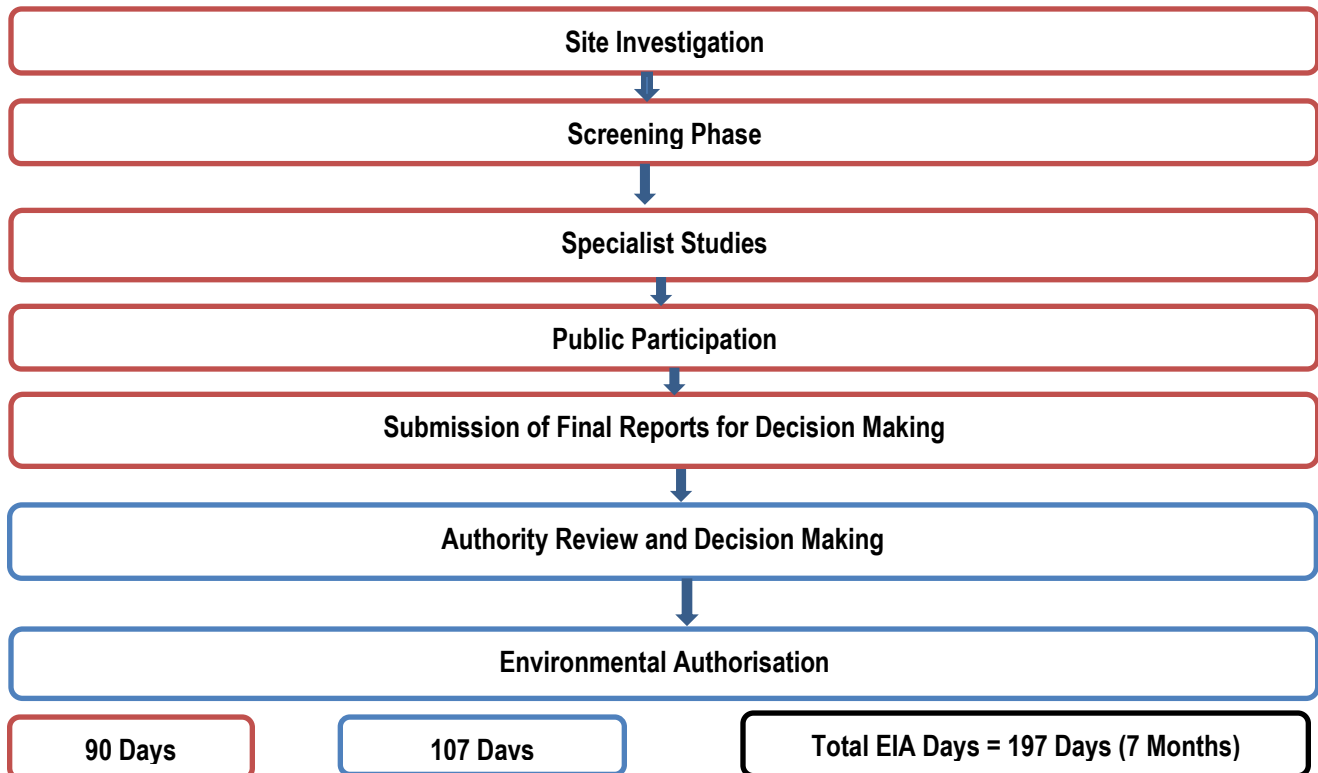 Site Investigation
Screening Phase
Specialist Studies
Public Participation
Submission of Final Reports for Decision Making
Authority Review and Decision Making
Environmental Authorisation
90 Days
107 Days
Total EIA Days = 197 Days (7 Months)